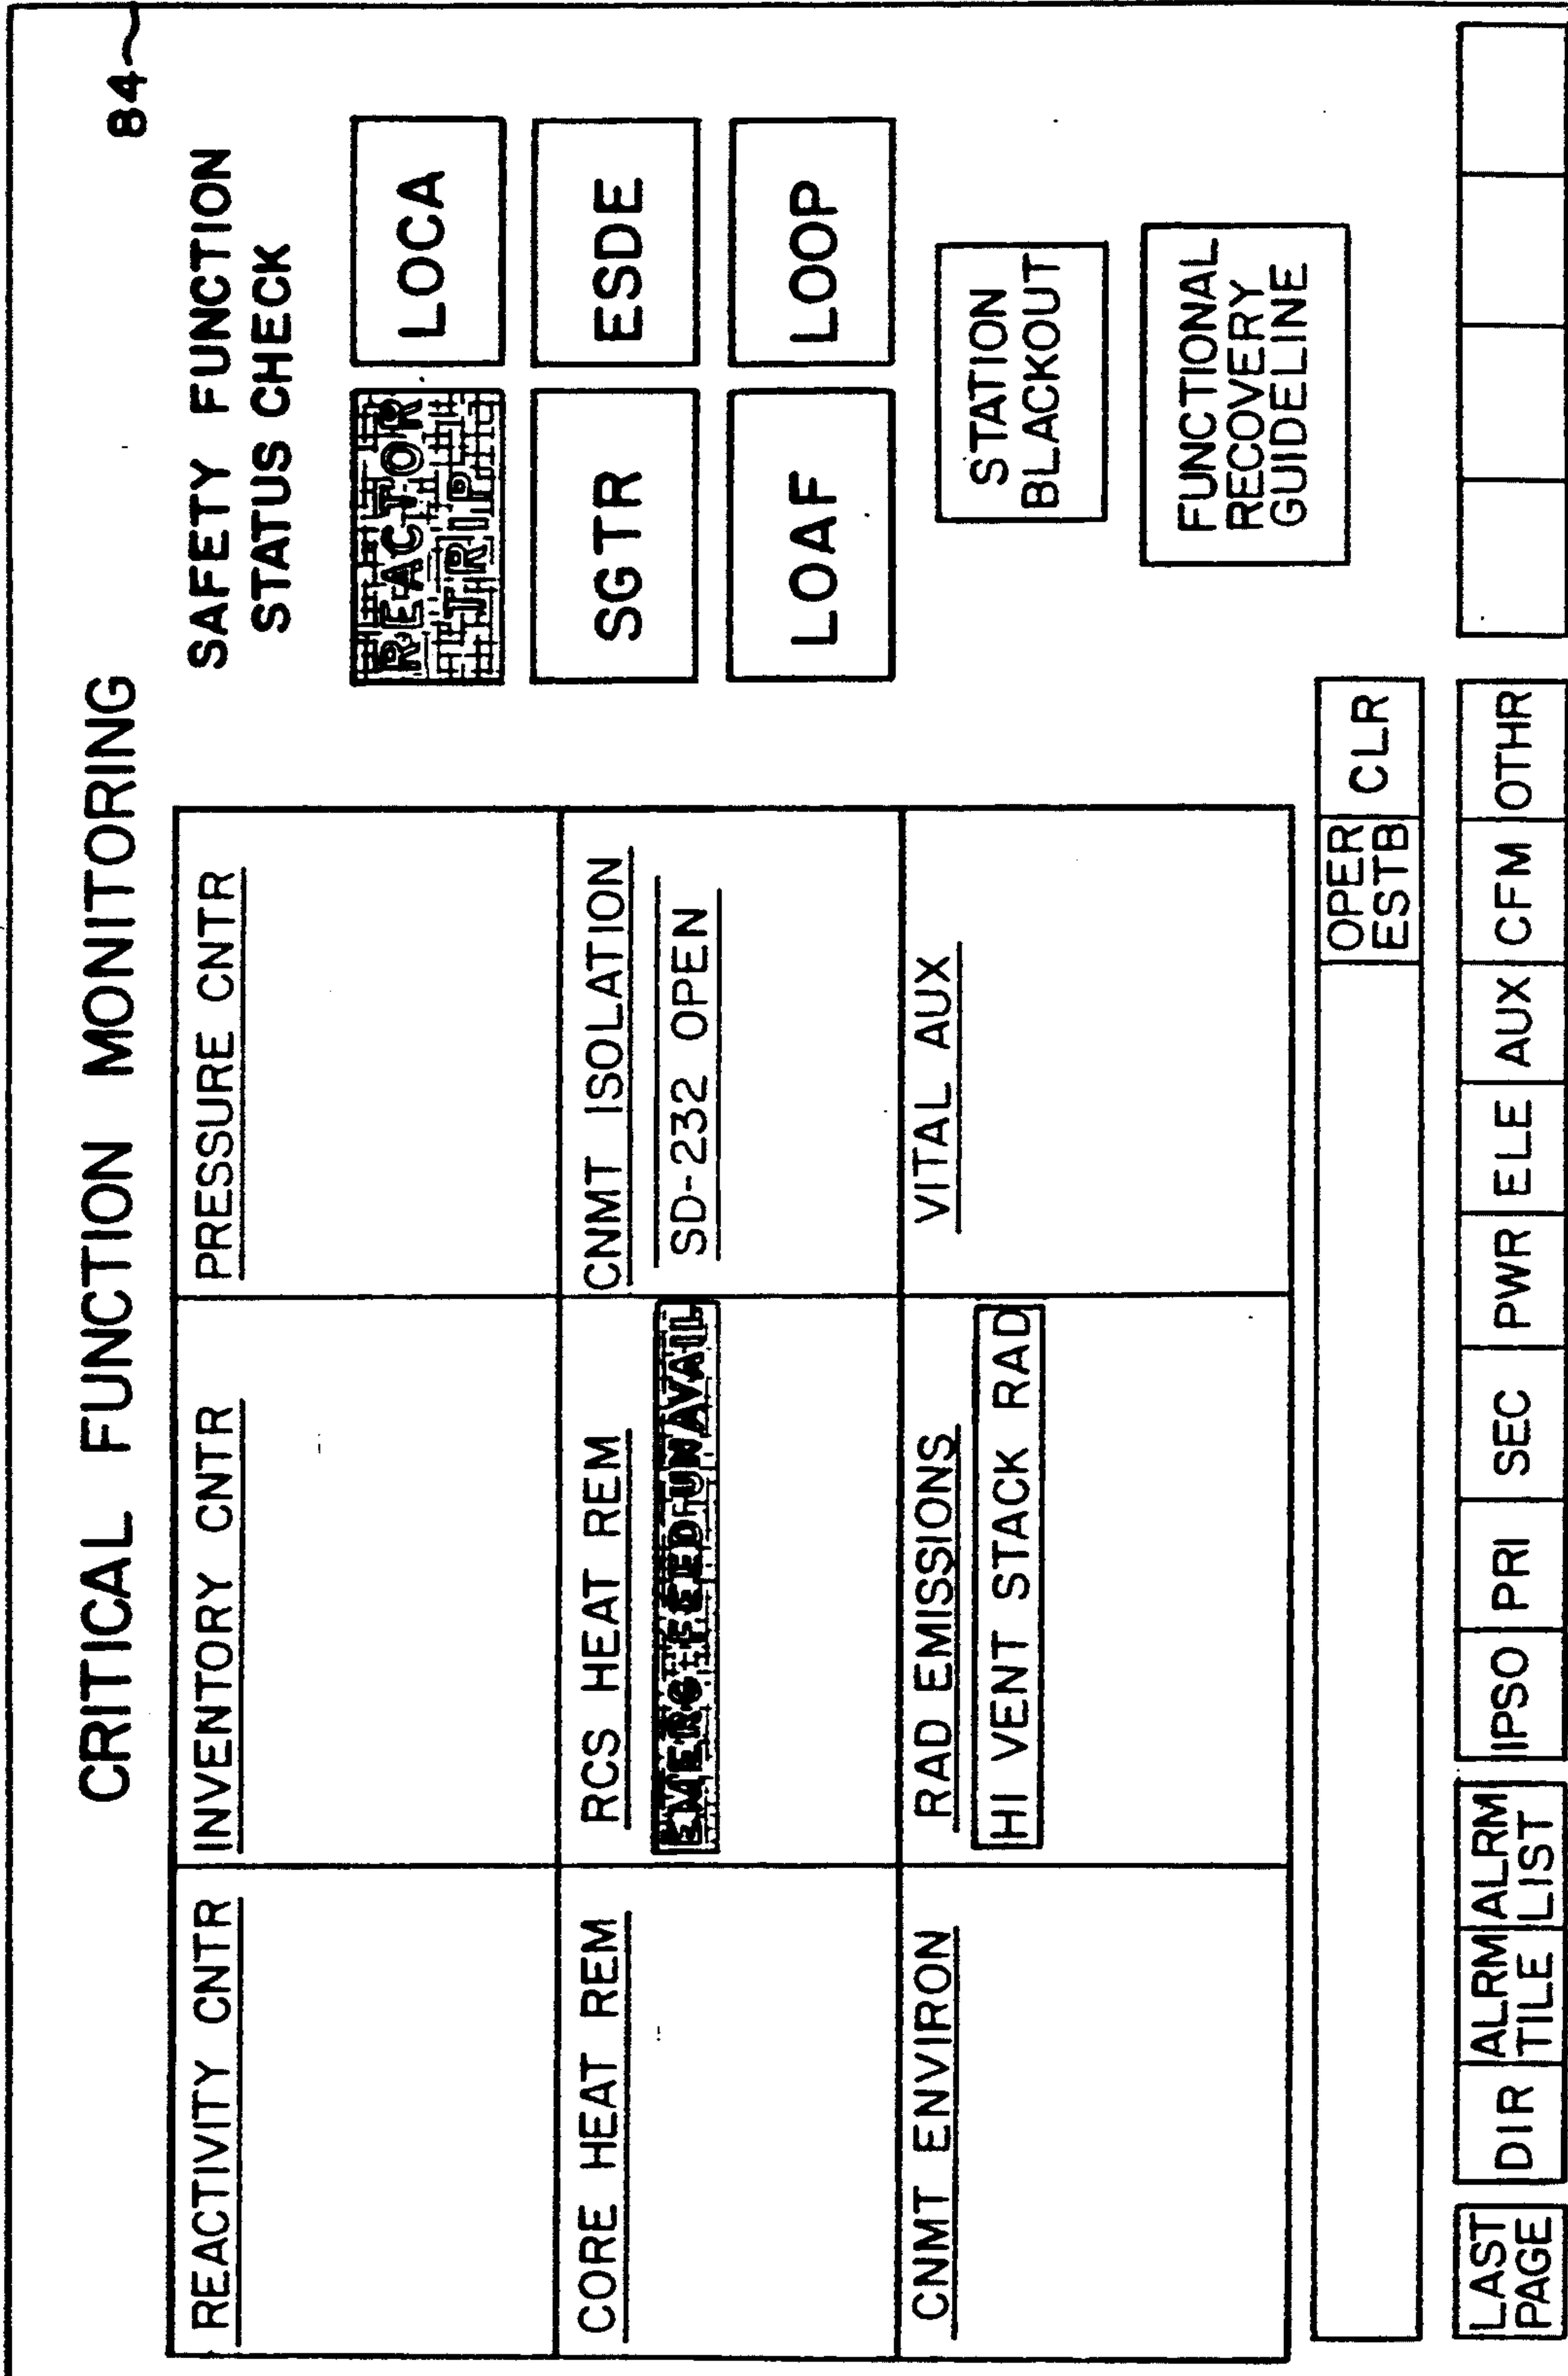 84
CRITICAL FUNCTION MONITORING
REACTIVITY CNTR
INVENTORY CNTR
PRESSURE CNTR
CORE HEAT REM
RCS HEAT REM
EMERG FEED UNAVAIL
CNMT ISOLATION
SD-232 OPEN
CNMT ENVIRON
RAD EMISSIONS
HI VENT STACK RAD
VITAL AUX
SAFETY FUNCTION
STATUS CHECK
REACTOR
TRIP
LOCA
SGTR
ESDE
LOAF
LOOP
STATION
BLACKOUT
FUNCTIONAL
RECOVERY
GUIDELINE
OPER
ESTB
CLR
LAST
PAGE
DIR
ALRM
TILE
ALRM
LIST
IPSO
PRI
SEC
PWR
ELE
AUX
CFM
OTHR